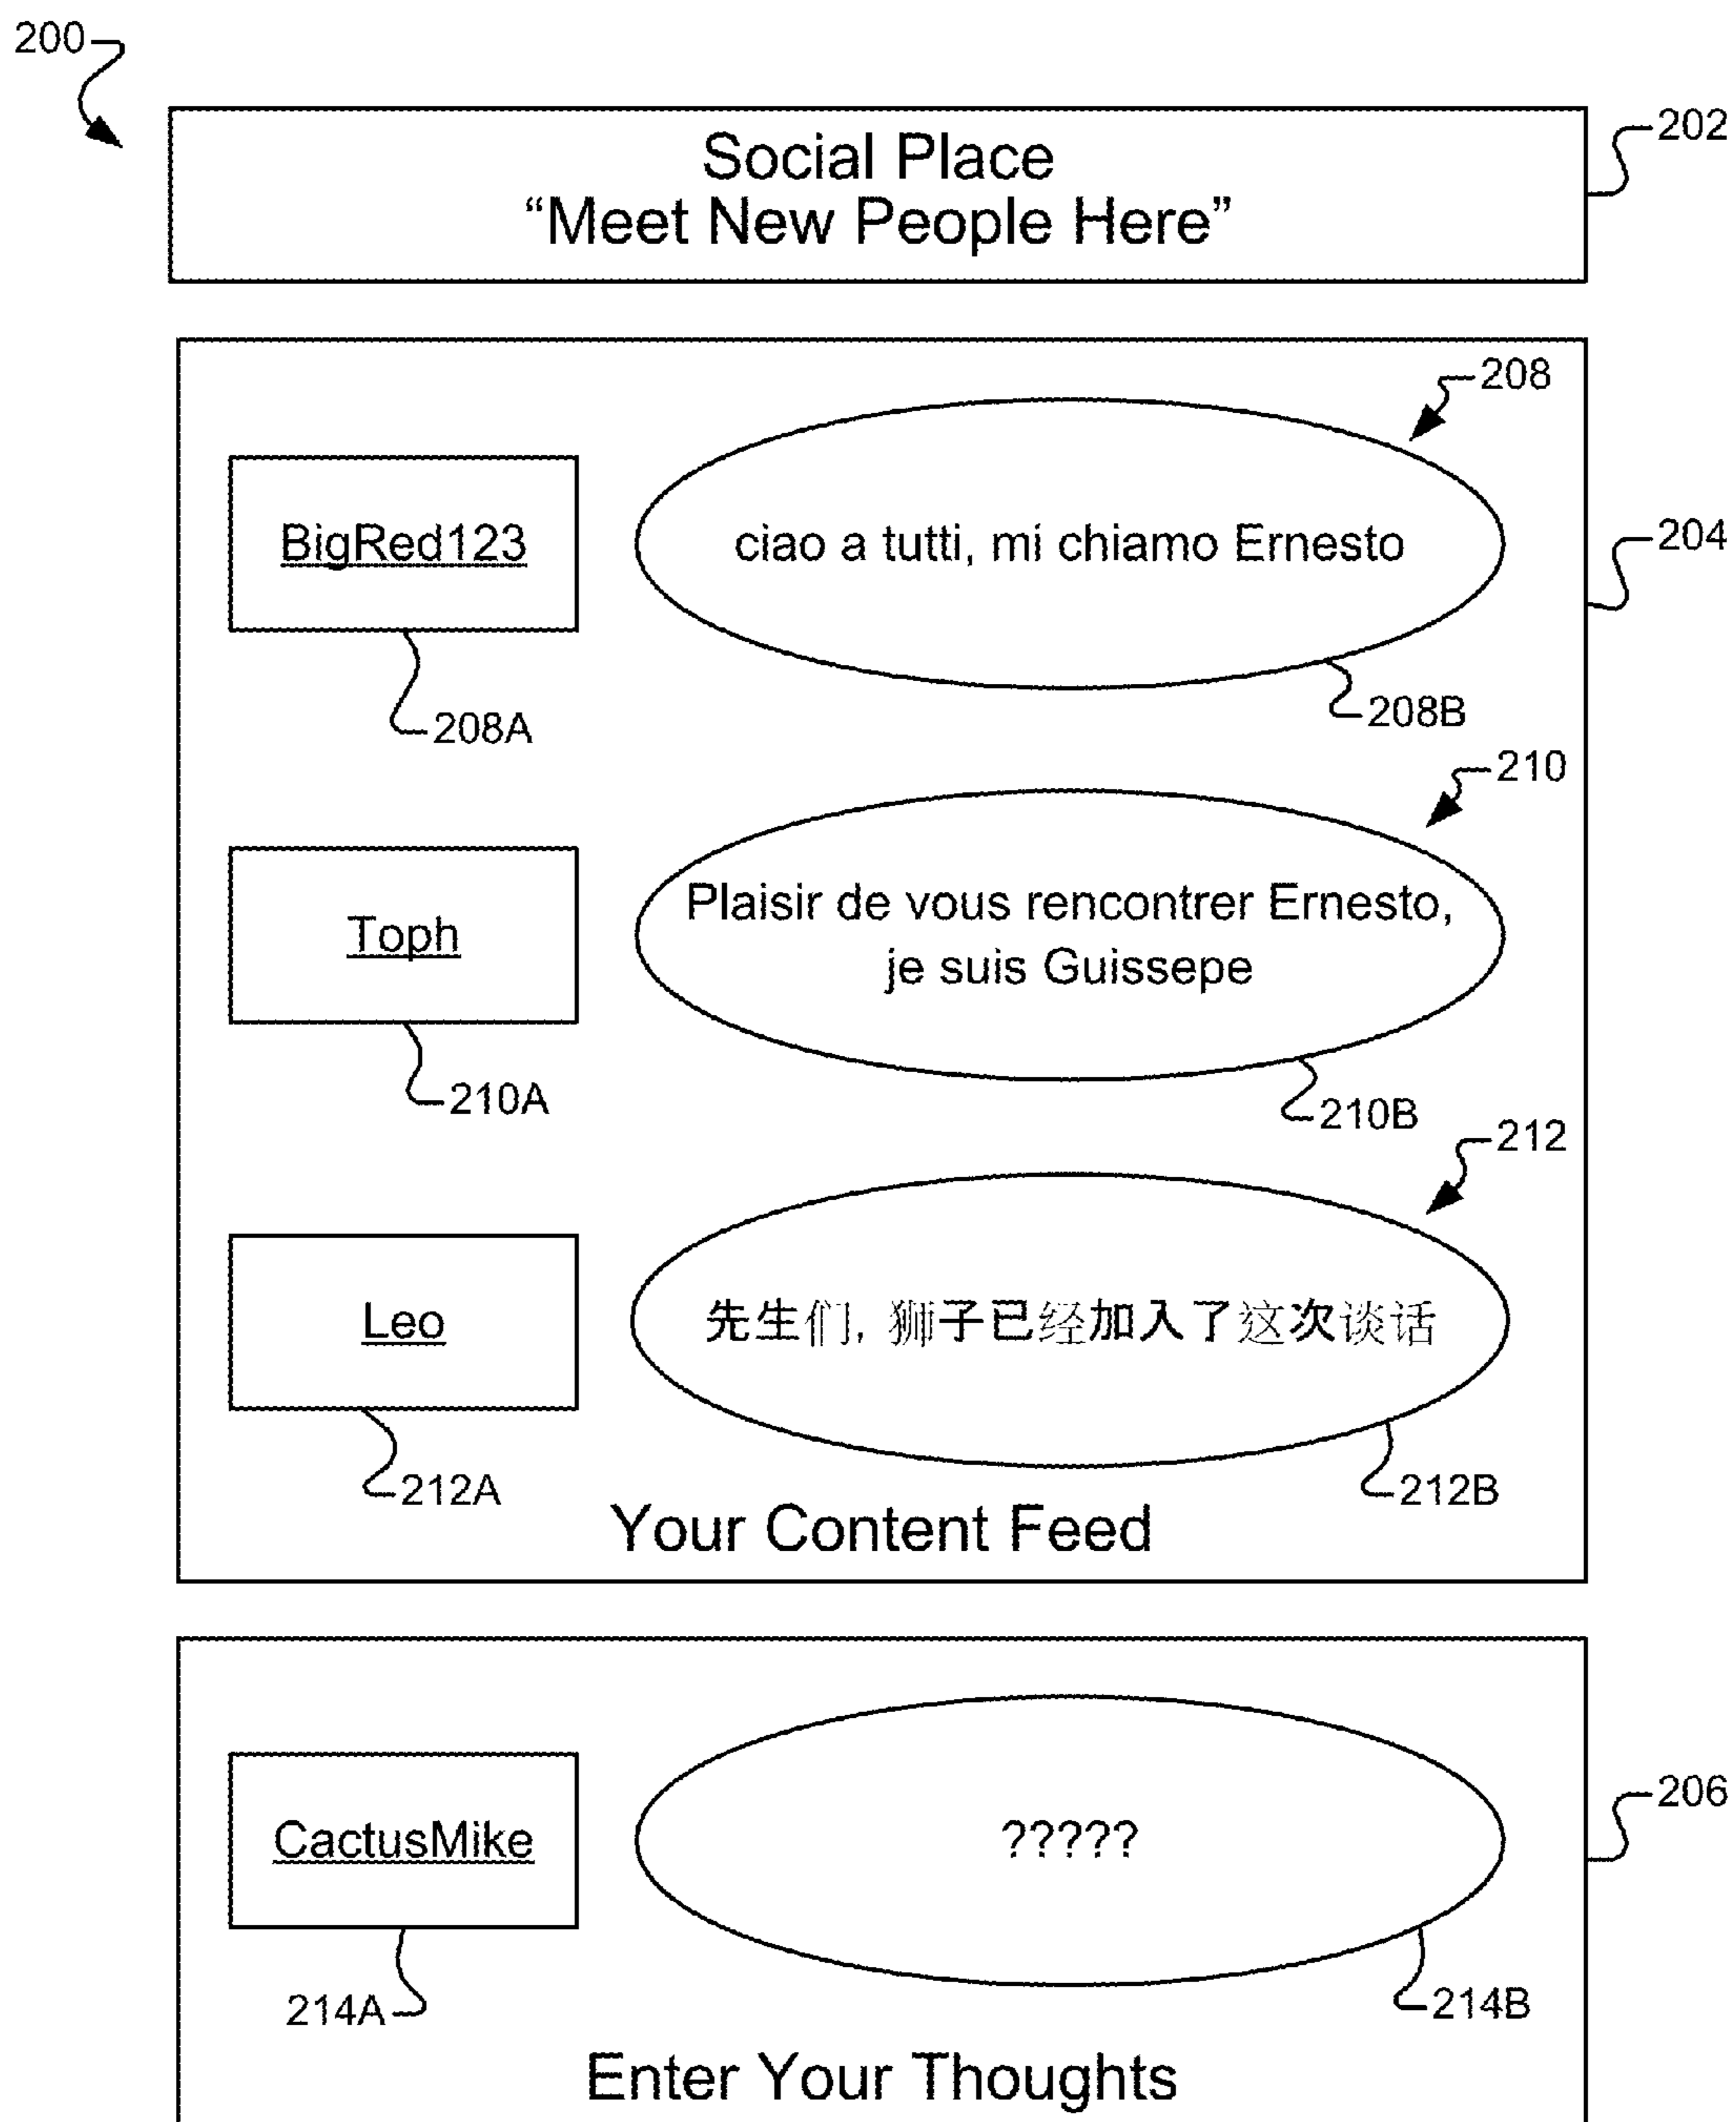 200
202
Social Place
“Meet New People Here”
208
204
BigRed123
ciao a tutti, mi chiamo Ernesto
208A
208B
210
Toph
Plaisir de vous rencontrer Ernesto,
je suis Guissepe
210A
210B
212
Leo
先生们, 狮子已经加入了这次谈话
212A
212B
Your Content Feed
206
CactusMike
?????
214A
214B
Enter Your Thoughts